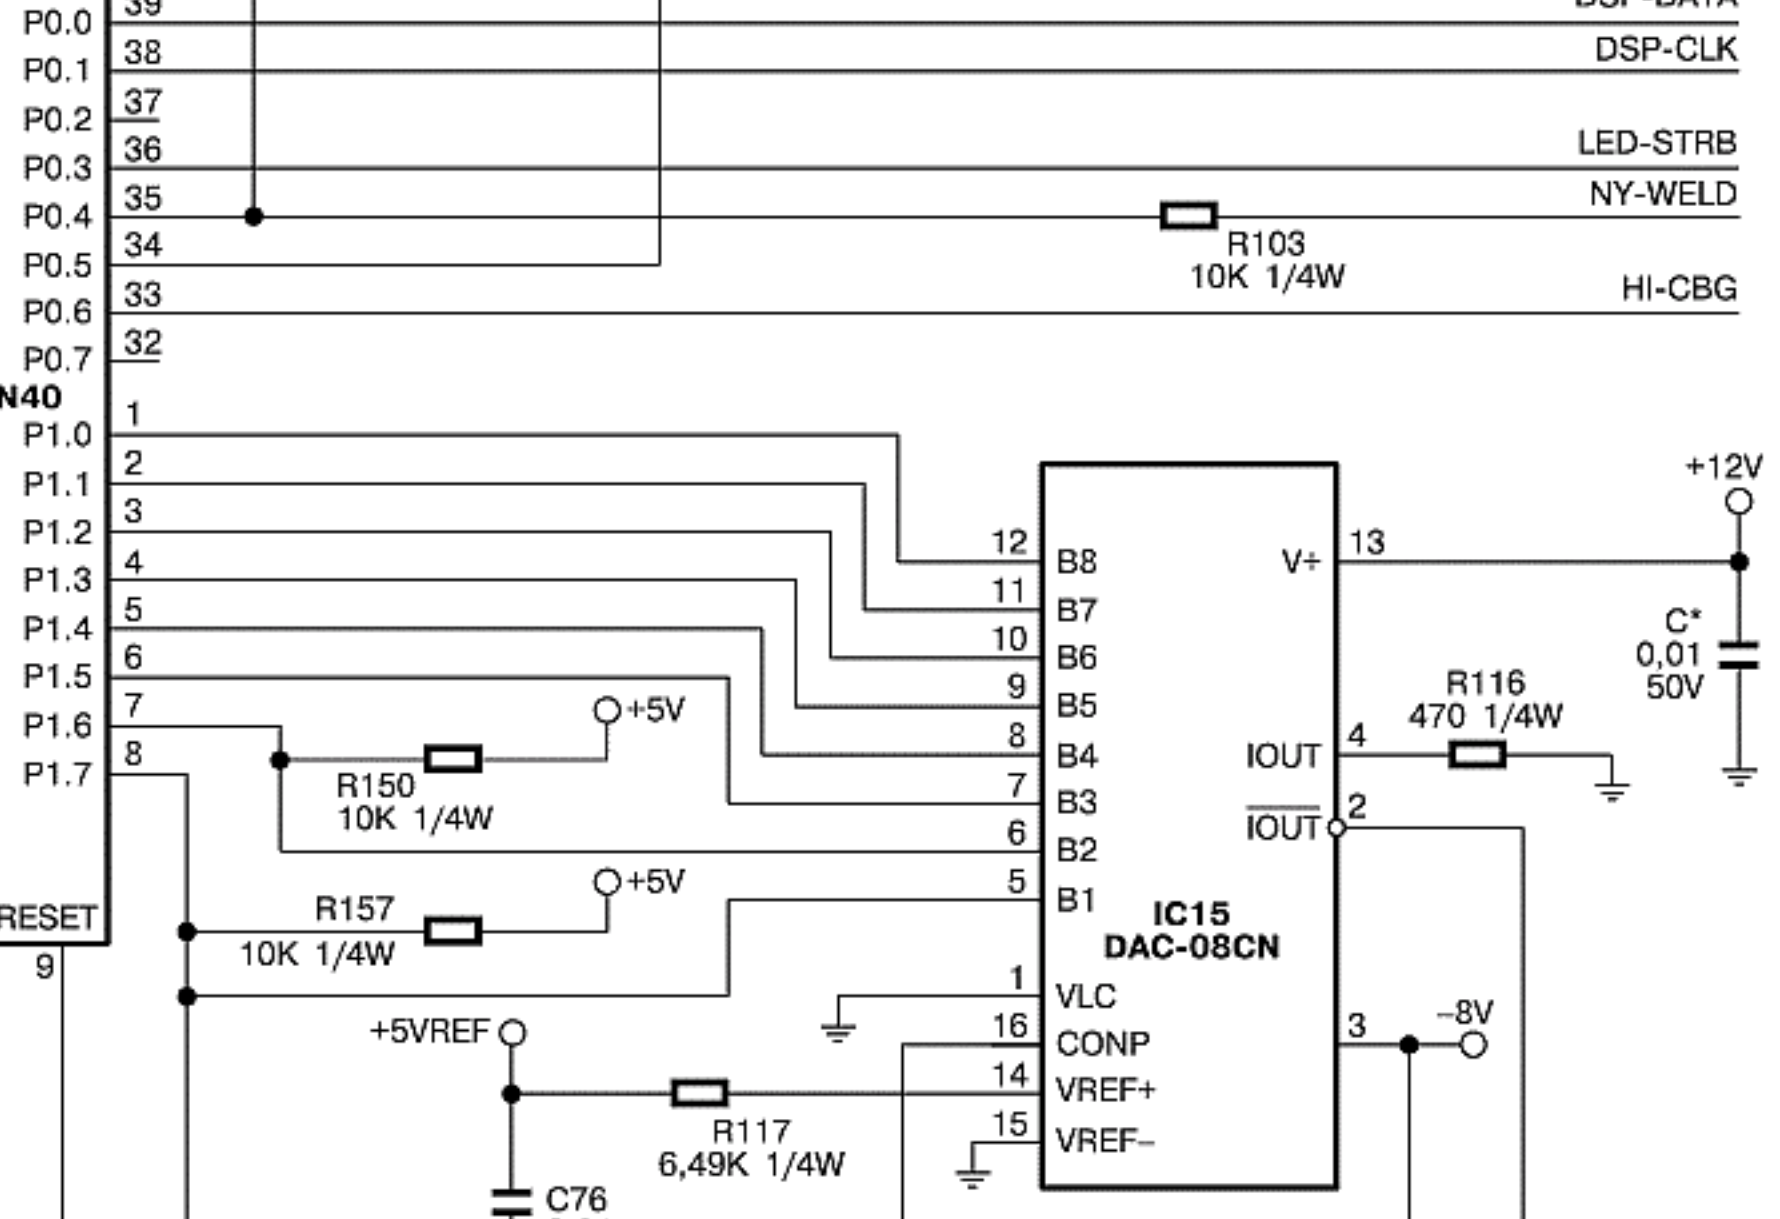 39
P0.0
38
DSP-CLK
P0.1
37
P0.2
36
LED-STRB
P0.3
35
NY-WELD
P0.4
34
R103
P0.5
10K 1/4W
33
HI-CBG
P0.6
32
P0.7
N40
1
P1.0
2
+12V
P1.1
3
P1.2
12
13
4
B8
V+
P1.3
11
5
B7
C*
P1.4
10
0,01
6
B6
50V
P1.5
9
R116
7
+5V
B5
470 1/4W
P1.6
8
4
8
B4
IOUT
P1.7
R150
7
2
10K 1/4W
B3
IOUT
6
B2
+5V
5
R157
B1
IC15
RESET
10K 1/4W
DAC-08CN
9
1
VLC
+5VREF
16
3
-8V
CONP
14
VREF+
R117
15
6,49K 1/4W
VREF-
C76